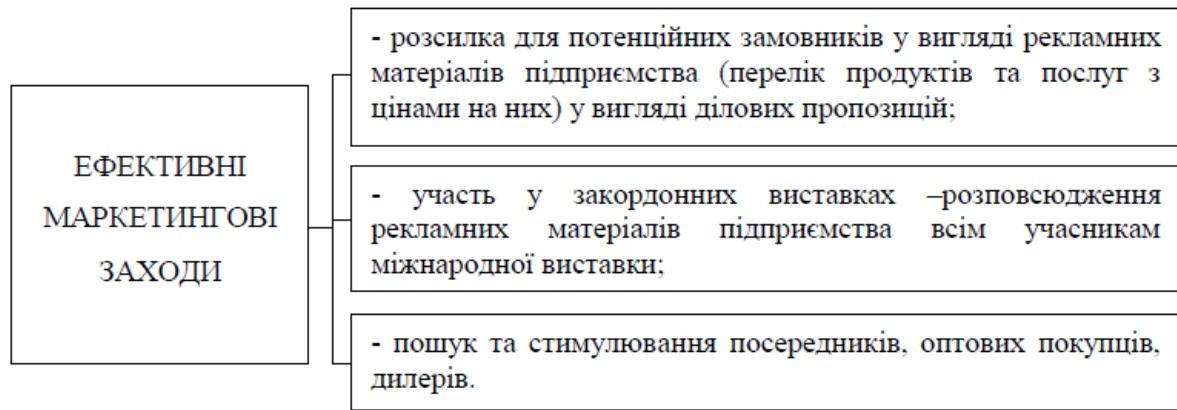 ЕФЕКТИВНІ
МАРКЕТИНГОВІ
ЗАХОДИ
- розсилка для потенційних замовників у вигляді рекламних
матеріалів підприємства (перелік продуктів та послуг з
цінами на них) у вигляді ділових пропозицій;
- участь у закордонних виставках –розповсюдження
рекламних матеріалів підприємства всім учасникам
міжнародної виставки;
- пошук та стимулювання посередників, оптових покупців,
дилерів.